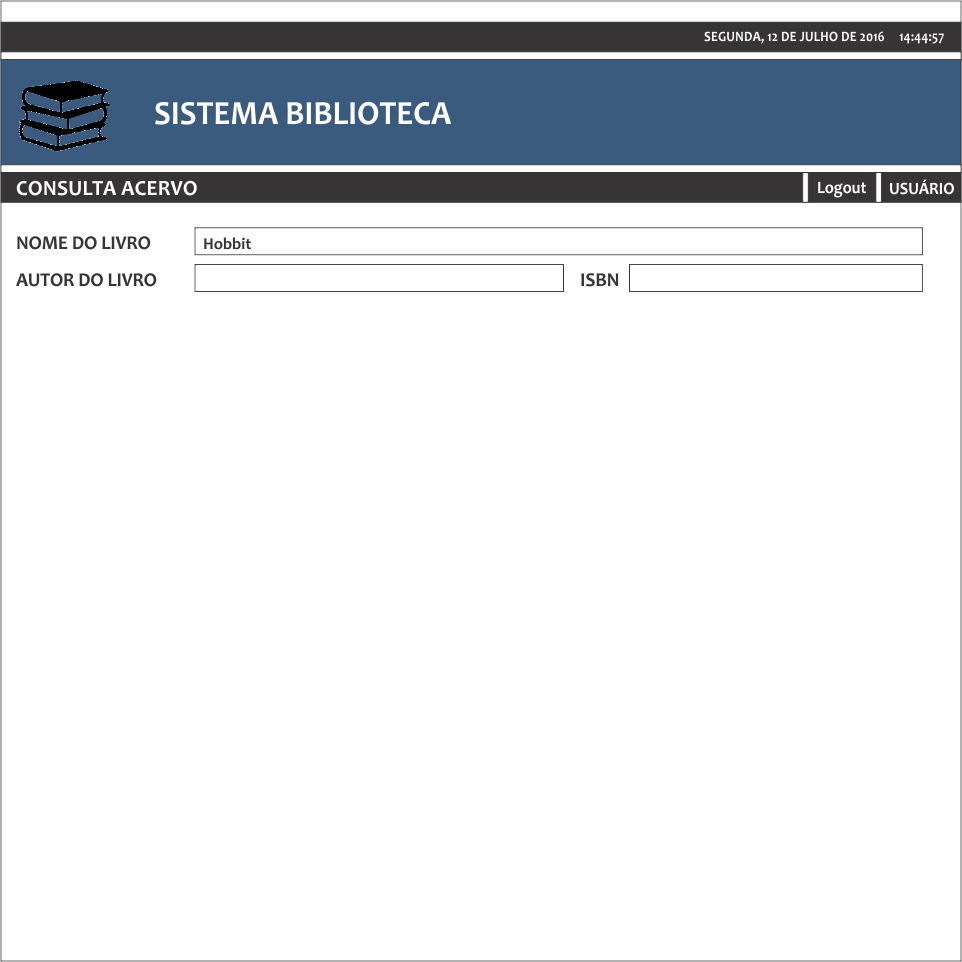 SEGUNDA, 12 DE JULHO DE 2016 14:44:57
SISTEMA BIBLIOTECA
CONSULTA ACERVO Logout USUÁRIO
NOME DO LIVRO Hobbit
AUTOR DO LIVRO ISBN